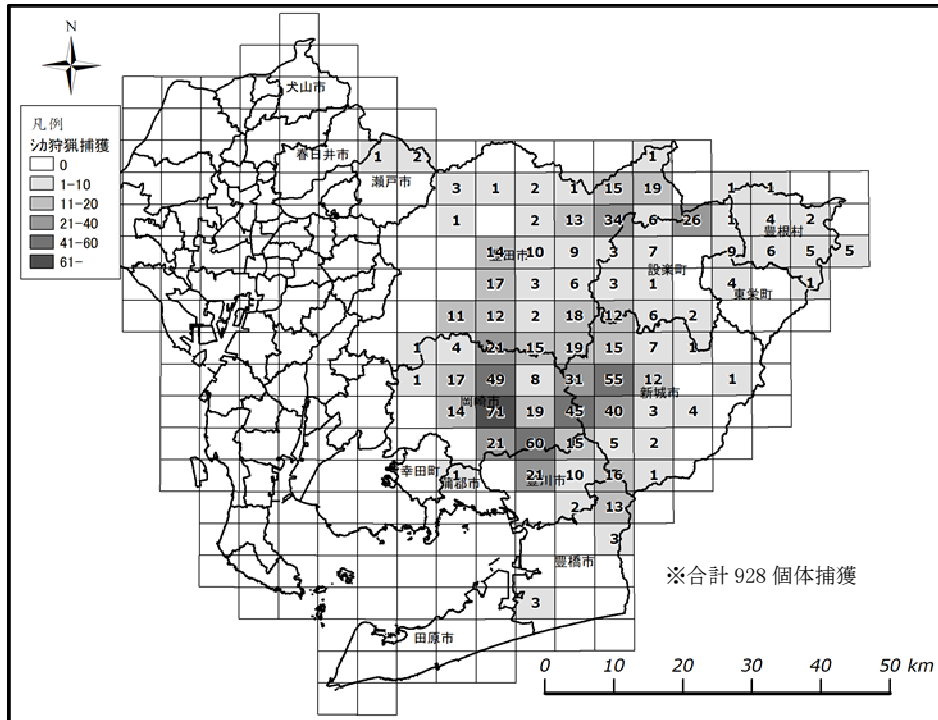 N
凡例
シカ狩猟捕獲
0
1-10
11-20
21-40
41-60
61-
犬山市
春日井市
1 2 1
瀬戸市
3 1 2 1 15 19 1 1
1 2 13 34 6 26 1 4 2
豊根村
14 10 9 3 7 9 6 5 5
豊田市
設楽町
17 3 6 3 1 4 1
東栄町
11 12 2 18 12 6 2
1 4 21 15 19 15 7 1
1 17 49 8 31 55 12 1
岡崎市
新城市
14 71 19 45 40 3 4
21 60 15 5 2
幸田町
1 21 10 16 1
蒲郡市
豊川市
2 13
3
豊橋市
※合計 928 個体捕獲
3
田原市
0 10 20 30 40 50 km